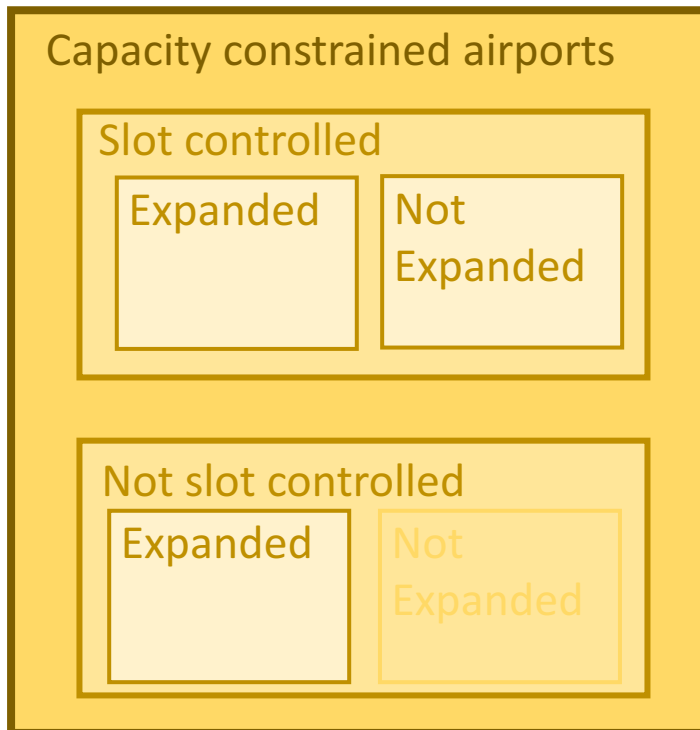 Capacity constrained airports
Slot controlled
Expanded
Not
Expanded
Not slot controlled
Expanded
Not
Expanded